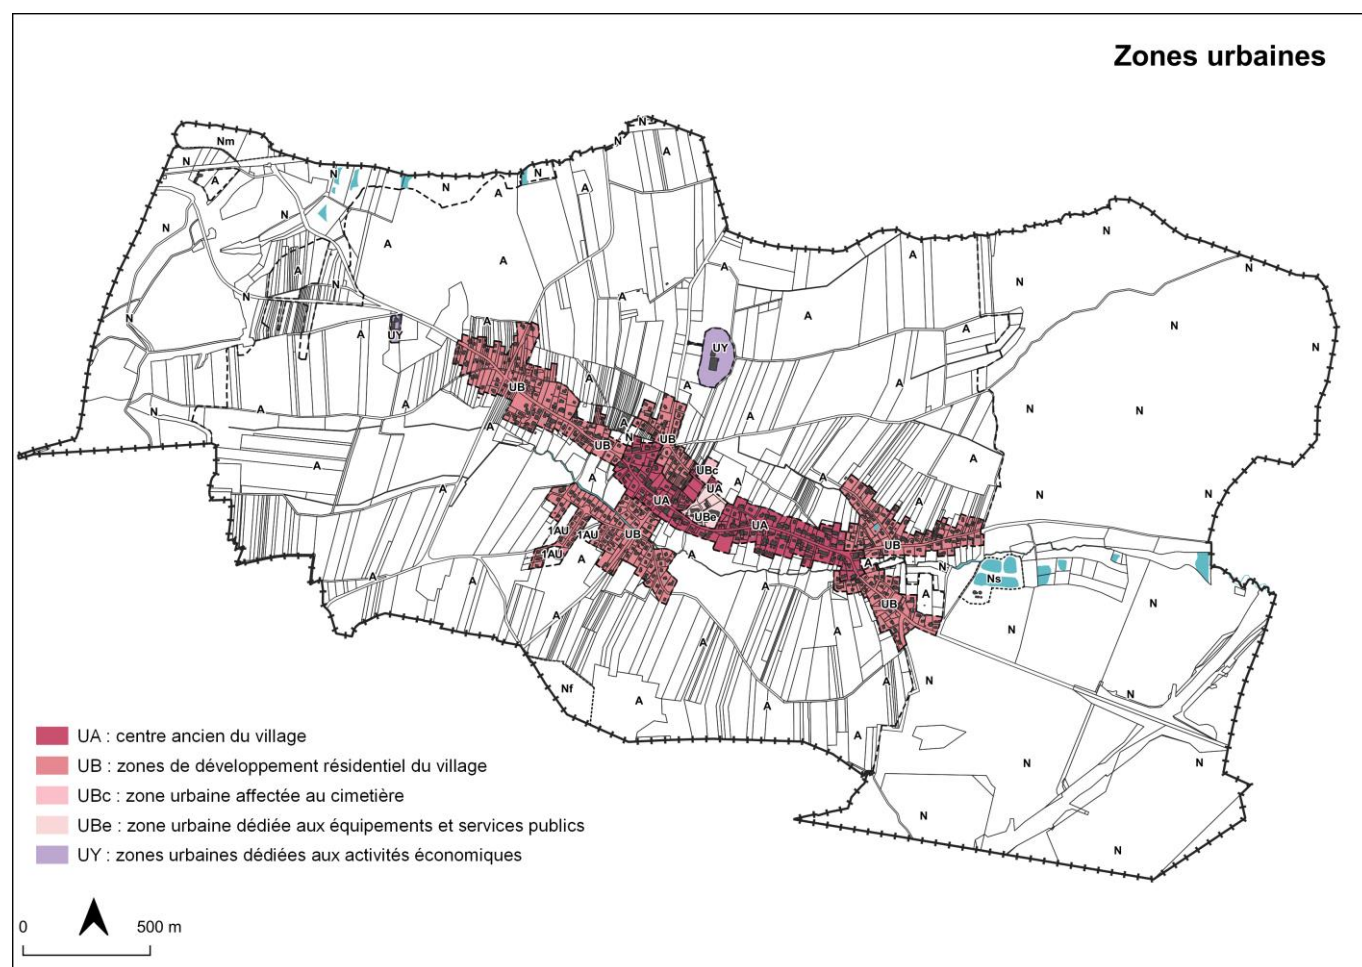 Zones urbaines
N
Nm
N
A
N
A
N
N
N
A
A
N
N
A
N
N
A
A
N
A
N
N
N
N
A
A
A
N
A
UY
A
A
A
UY
N
UB
A
N
A
A
A
N
A
A
N
UB
N
UB
A
A
A
UBc
UA
A
A
A
N
N
UA
UBe
UA
1AU
1AU
UB
1AU
A
A
UB
A
N
Ns
A
A
A
A
UB
A
N
N
A
A
A
Nf
A
A
A
N
N
A
N
N
N
N
UA : centre ancien du village
UB : zones de développement résidentiel du village
UBc : zone urbaine affectée au cimetière
UBe : zone urbaine dédiée aux équipements et services publics
UY : zones urbaines dédiées aux activités économiques
0 500 m